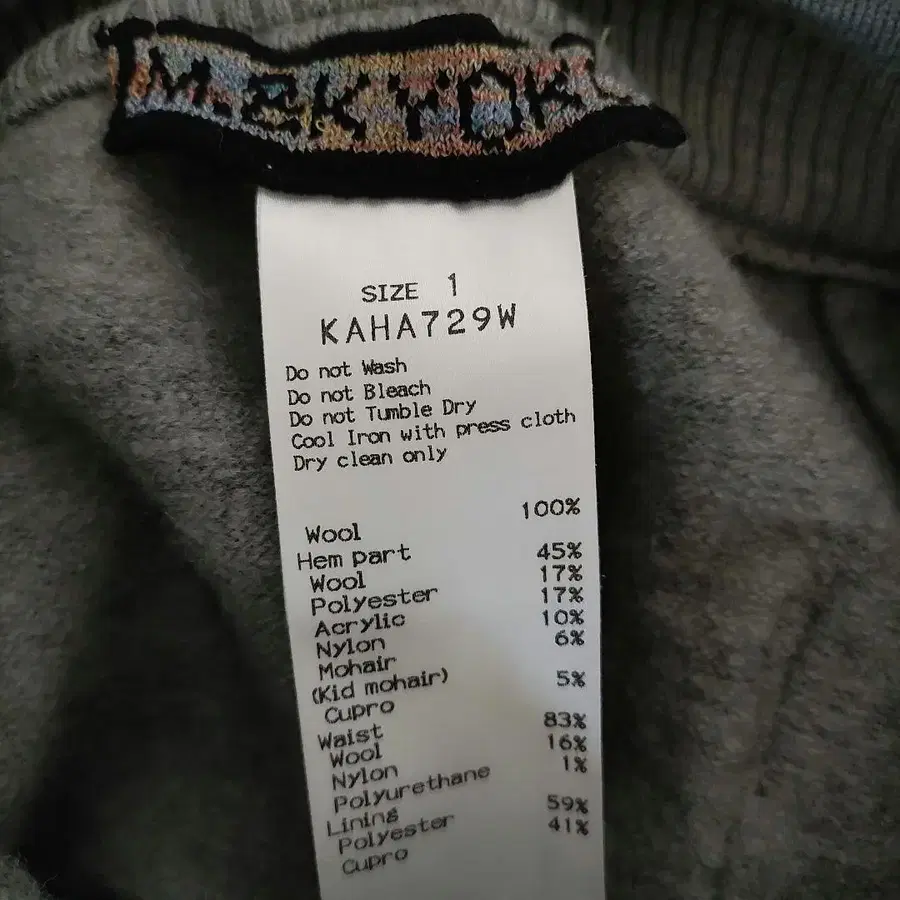 M.&KYOK
SIZE 1
KAHA729W
Do not Wash
Do not Bleach
Do not Tumble Dry
Cool Iron with press cloth
Dry clean only
Wool 100%
Hem part
Wool 45%
Polyester 17%
Acrylic 17%
Nylon 10%
Mohair 6%
(Kid mohair)
Cupro 5%
Waist
Wool 83%
Nylon 16%
Polyurethane 1%
Lining
Polyester 59%
Cupro 41%